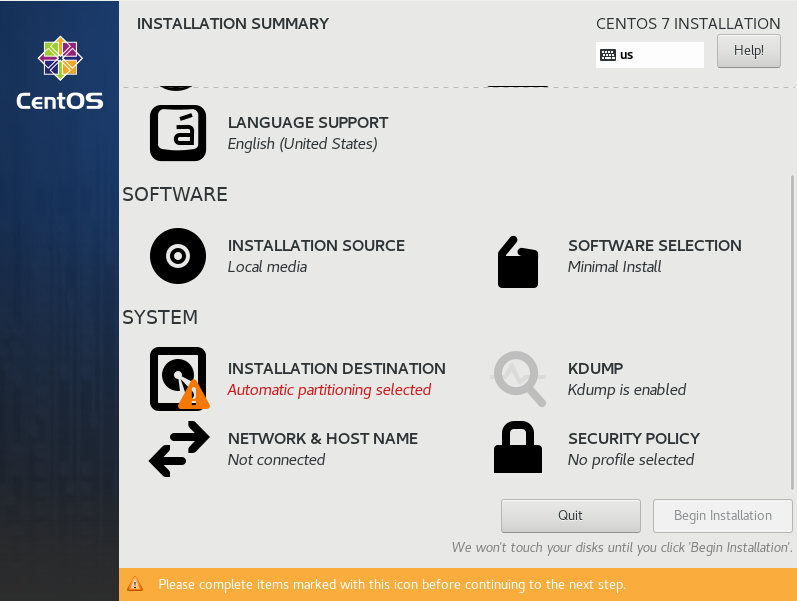 INSTALLATION SUMMARY
CENTOS 7 INSTALLATION
us
Help!
CentOS
á
LANGUAGE SUPPORT
English (United States)
SOFTWARE
INSTALLATION SOURCE
Local media
SOFTWARE SELECTION
Minimal Install
SYSTEM
INSTALLATION DESTINATION
Automatic partitioning selected
KDUMP
Kdump is enabled
NETWORK & HOST NAME
Not connected
SECURITY POLICY
No profile selected
Quit
Begin Installation
We won't touch your disks until you click 'Begin Installation'.
Please complete items marked with this icon before continuing to the next step.